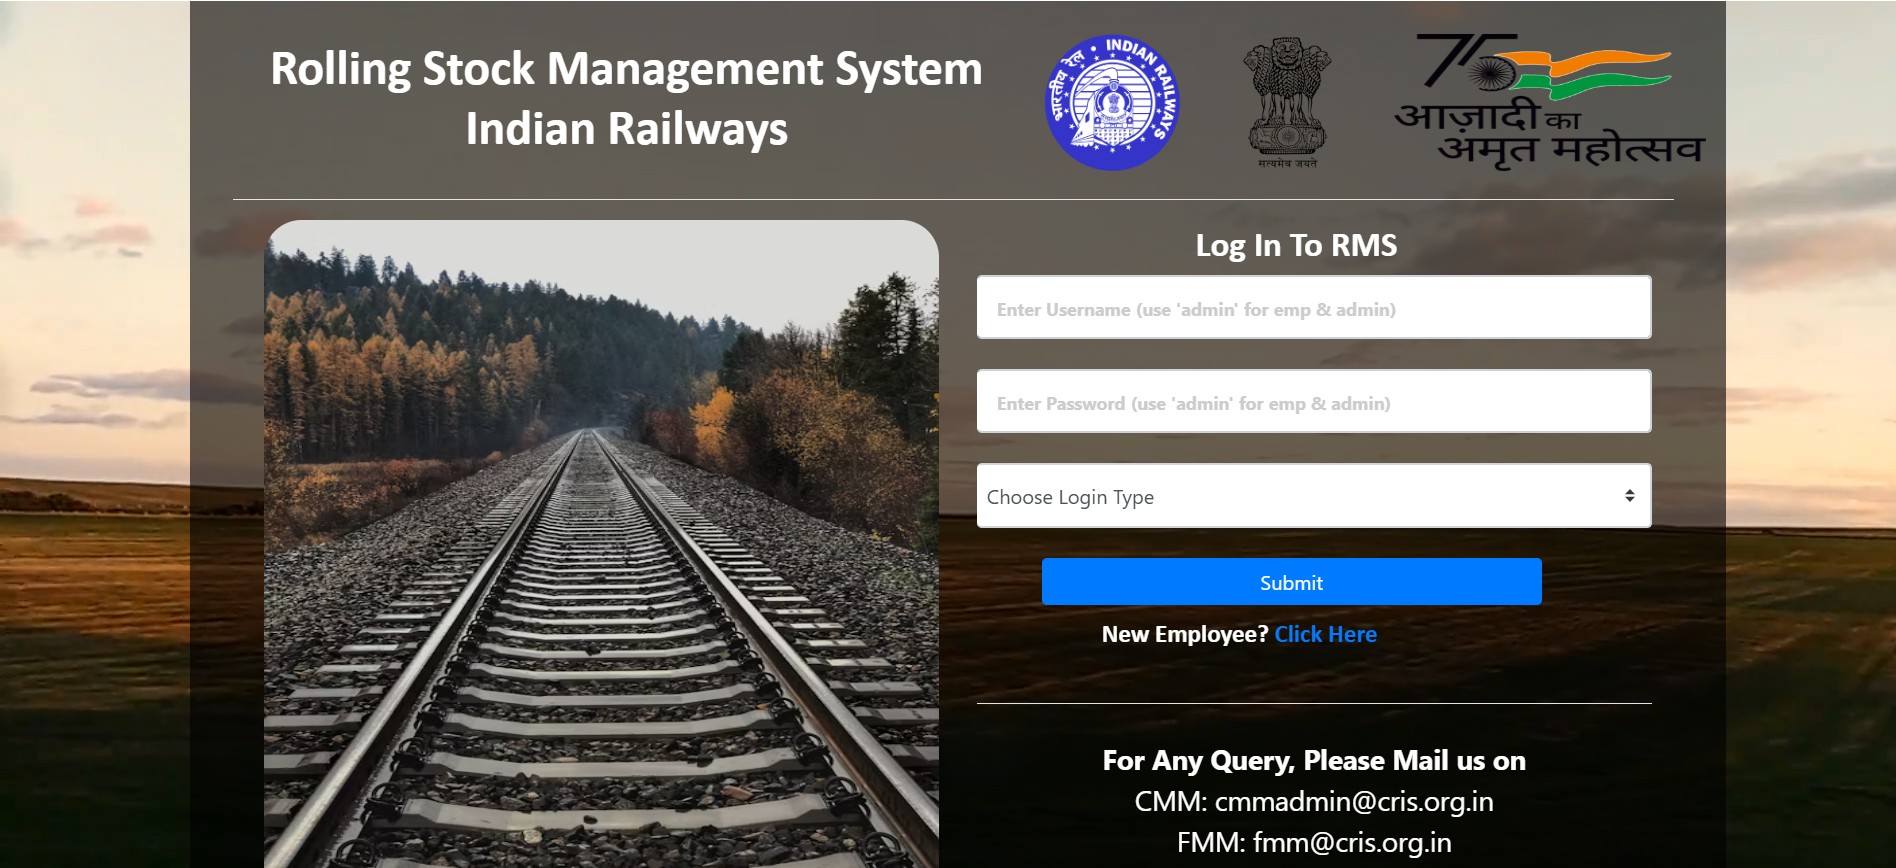 Rolling Stock Management System
Indian Railways
भारतीय रेल • INDIAN RAILWAYS
सत्यमेव जयते
75
आज़ादी का
अमृत महोत्सव
Log In To RMS
Enter Username (use 'admin' for emp & admin)
Enter Password (use 'admin' for emp & admin)
Choose Login Type
Submit
New Employee? Click Here
For Any Query, Please Mail us on
CMM: cmmadmin@cris.org.in
FMM: fmm@cris.org.in